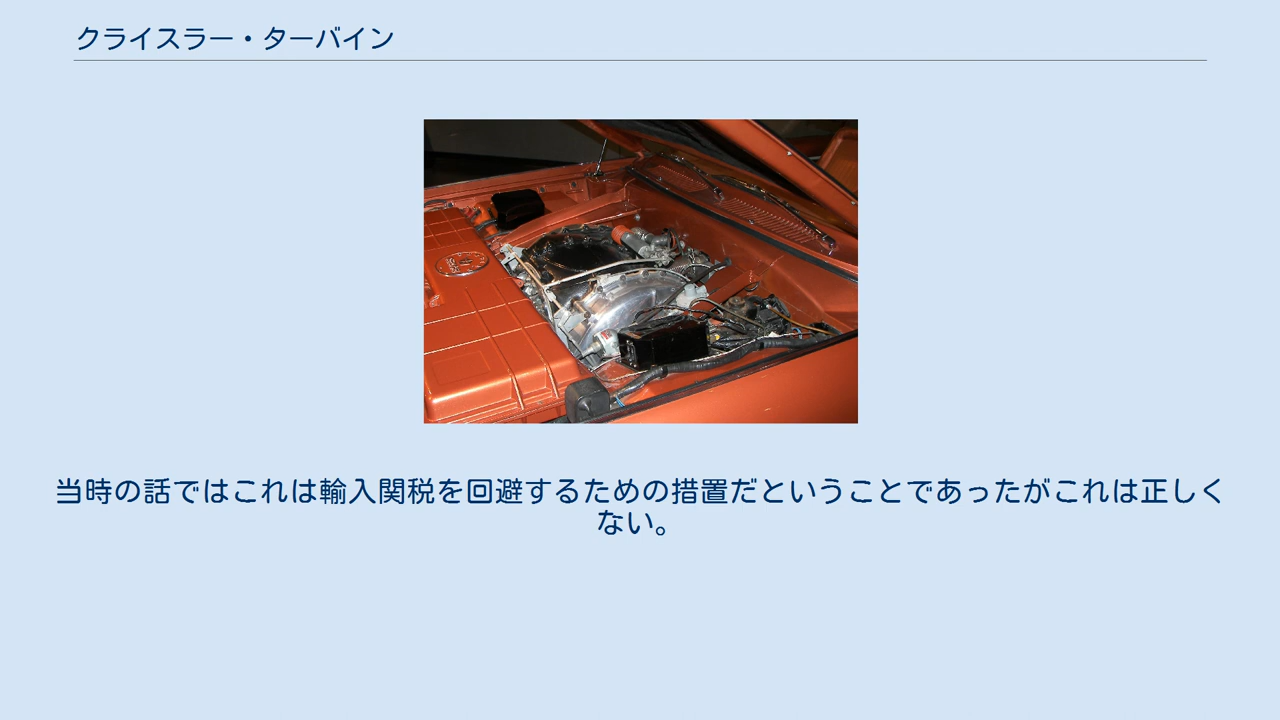 クライスラー・ターバイン
当時の話ではこれは輸入関税を回避するための措置だということであったがこれは正しく
ない。